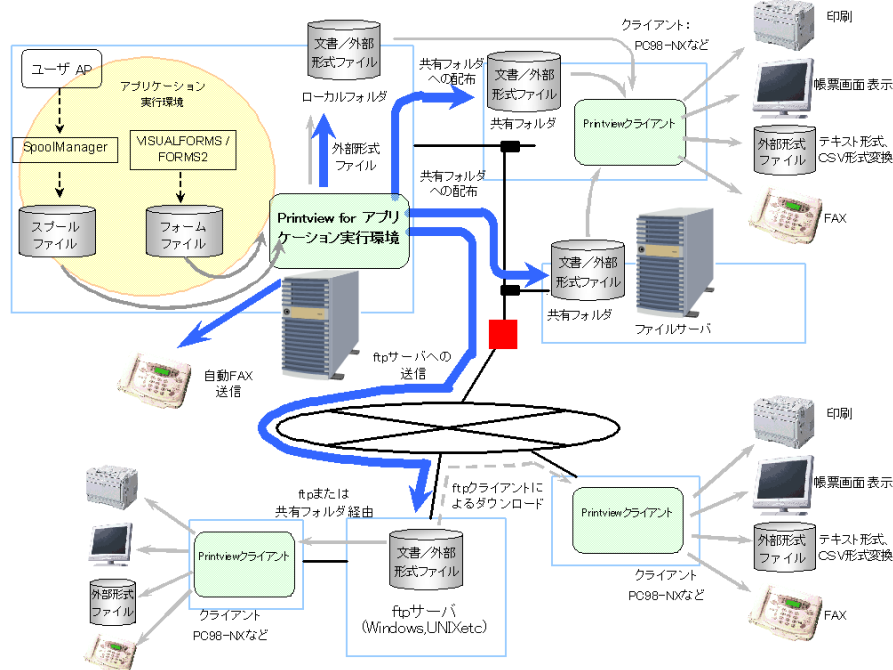 ユーザ AP
アプリケーション
実行環境
SpoolManager
VISUALFORMS /
FORMS2
スプール
ファイル
フォーム
ファイル
文書／外部
形式ファイル
ローカルフォルダ
外部形式
ファイル
Printview for アプリ
ケーション実行環境
自動FAX
送信
共有フォルダ
への配布
共有フォルダ
への配布
文書／外部
形式ファイル
共有フォルダ
クライアント：
PC98-NXなど
Printviewクライアント
印刷
帳票画面表示
外部形式
ファイル
テキスト形式、
CSV形式変換
FAX
文書／外部
形式ファイル
共有フォルダ
ファイルサーバ
ftpサーバへの
送信
ftpまたは
共有フォルダ経由
ftpクライアントに
よるダウンロード
Printviewクライアント
外部形式
ファイル
クライアント
PC98-NXなど
文書／外部
形式ファイル
ftpサーバ
(Windows,UNIXetc)
Printviewクライアント
クライアント
PC98-NXなど
印刷
帳票画面表示
外部形式
ファイル
テキスト形式、
CSV形式変換
FAX